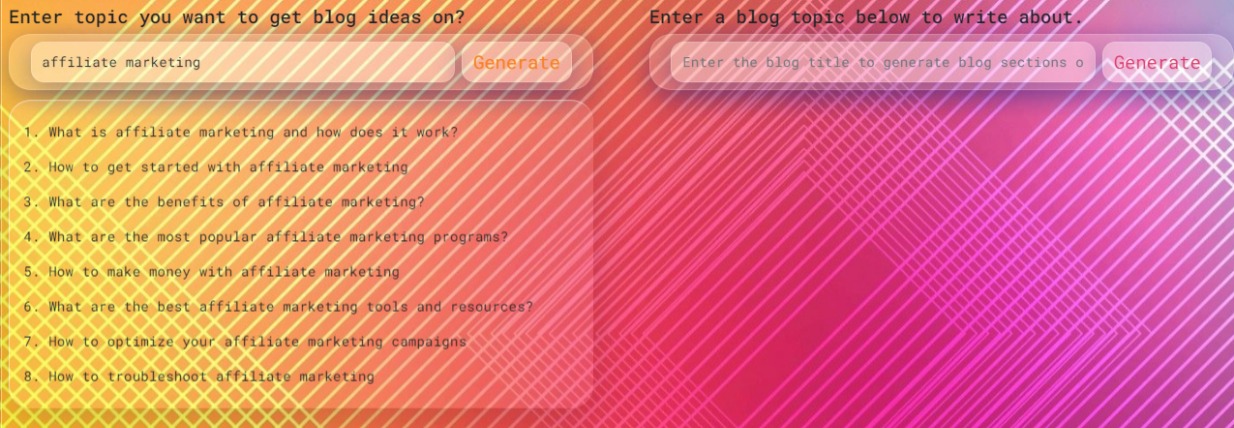 Enter topic you want to get blog ideas on?
affiliate marketing
Generate
1. What is affiliate marketing and how does it work?
2. How to get started with affiliate marketing
3. What are the benefits of affiliate marketing?
4. What are the most popular affiliate marketing programs?
5. How to make money with affiliate marketing
6. What are the best affiliate marketing tools and resources?
7. How to optimize your affiliate marketing campaigns
8. How to troubleshoot affiliate marketing
Enter a blog topic below to write about.
Enter the blog title to generate blog sections o
Generate